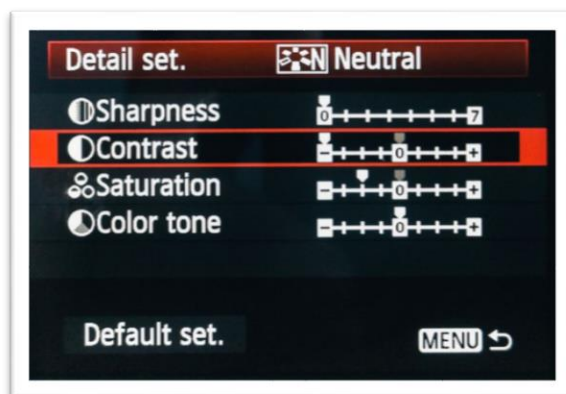 Detail set. N Neutral
Sharpness 0 7
Contrast - 0 +
Saturation - 0 +
Color tone - 0 +
Default set. MENU